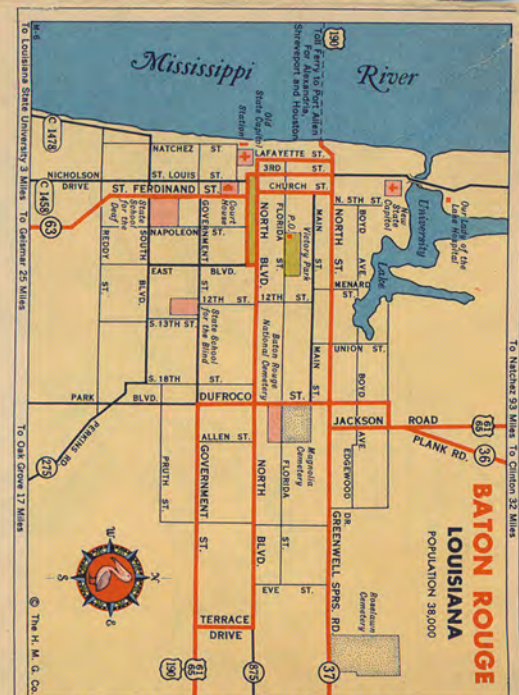 BATON ROUGE
LOUISIANA
POPULATION 38,000
Mississippi
River
190
Toll Ferry to Port Allen
For Alexandria,
Shreveport and Houston
M-6
To Louisiana State University 3 Miles
To Geismar 25 Miles
To Oak Grove 17 Miles
To Natchez 93 Miles
To Clinton 32 Miles
C 1478
C 1458
63
NICHOLSON
DRIVE
NATCHEZ ST.
ST. LOUIS ST.
ST. FERDINAND ST.
Old
State Capitol
Station
LAFAYETTE ST.
3RD ST.
CHURCH ST.
Court
House
State
School
for the
Deaf
NAPOLEON ST.
GOVERNMENT
NORTH
BLVD.
FLORIDA
ST.
P.O.
Victory Park
MAIN
ST.
NORTH
ST.
N. 5TH ST.
BOYD
AVE
New
State
Capitol
University
Lake
Our Lady of the
Lake Hospital
MENARD
ST.
REDDY
ST.
SOUTH
BLVD.
EAST BLVD.
12TH ST.
12TH ST.
S. 13TH ST.
State School
for the Blind
Baton Rouge
National Cemetery
MAIN
ST.
UNION ST.
BOYD
AVE
S. 18TH ST.
PARK BLVD.
DUFROCO ST.
JACKSON ROAD
61
65
PLANK RD.
36
PERKINS RD
275
ALLEN ST.
PRUTH
ST.
GOVERNMENT
ST.
NORTH
BLVD.
FLORIDA
ST.
Magnolia
Cemetery
EDGEWOOD DR.
GREENWELL SPRS. RD
EVE ST.
Roselawn
Cemetery
TERRACE
DRIVE
61
65
190
875
37
N
E
S
W
© The H. M. G. Co.